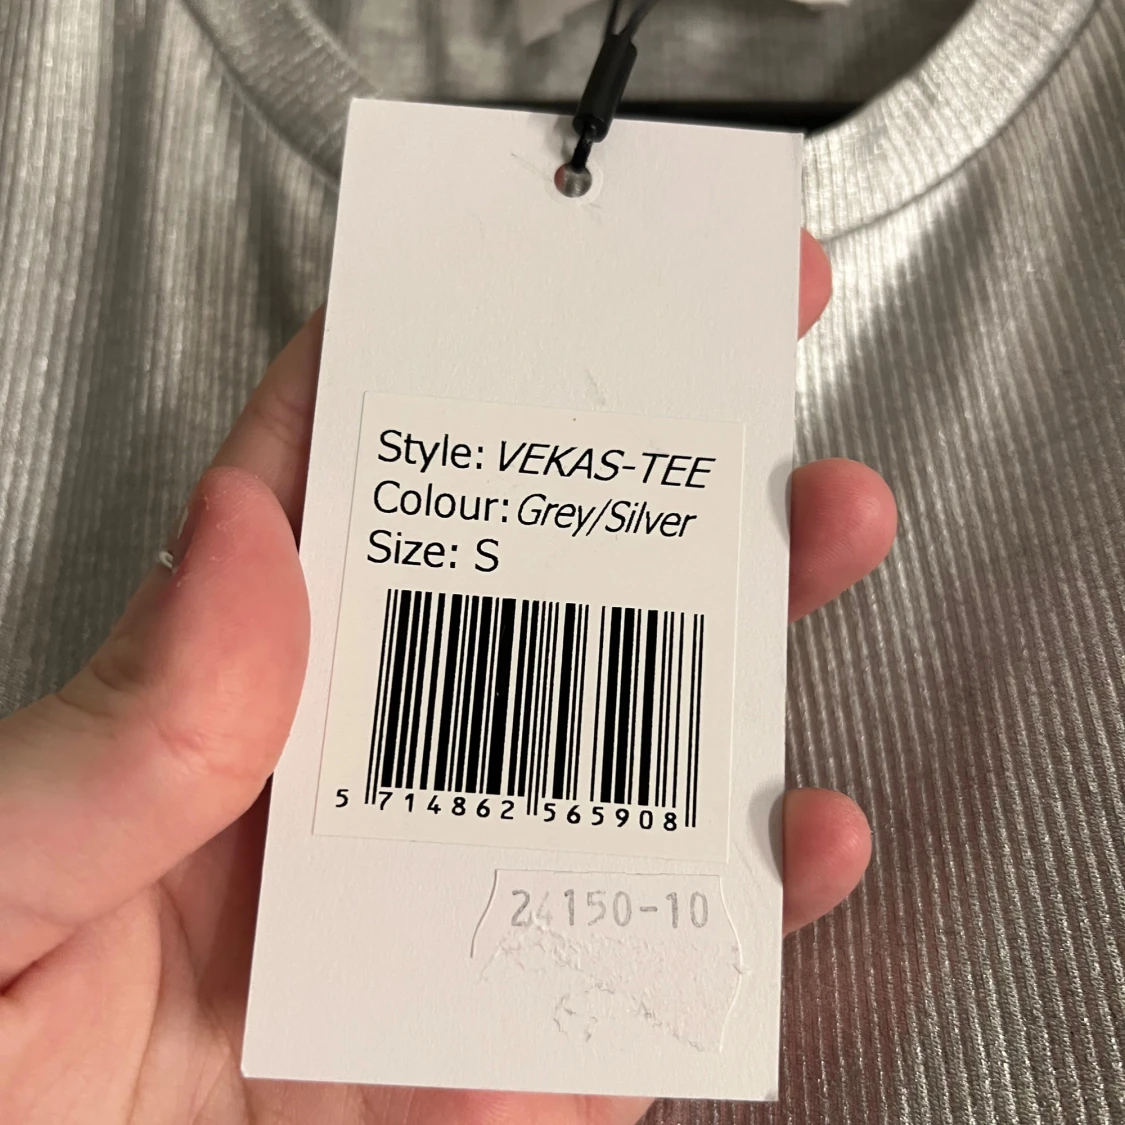 Style: VEKAS-TEE
Colour: Grey/Silver
Size: S
5 714862 565908
24150-10